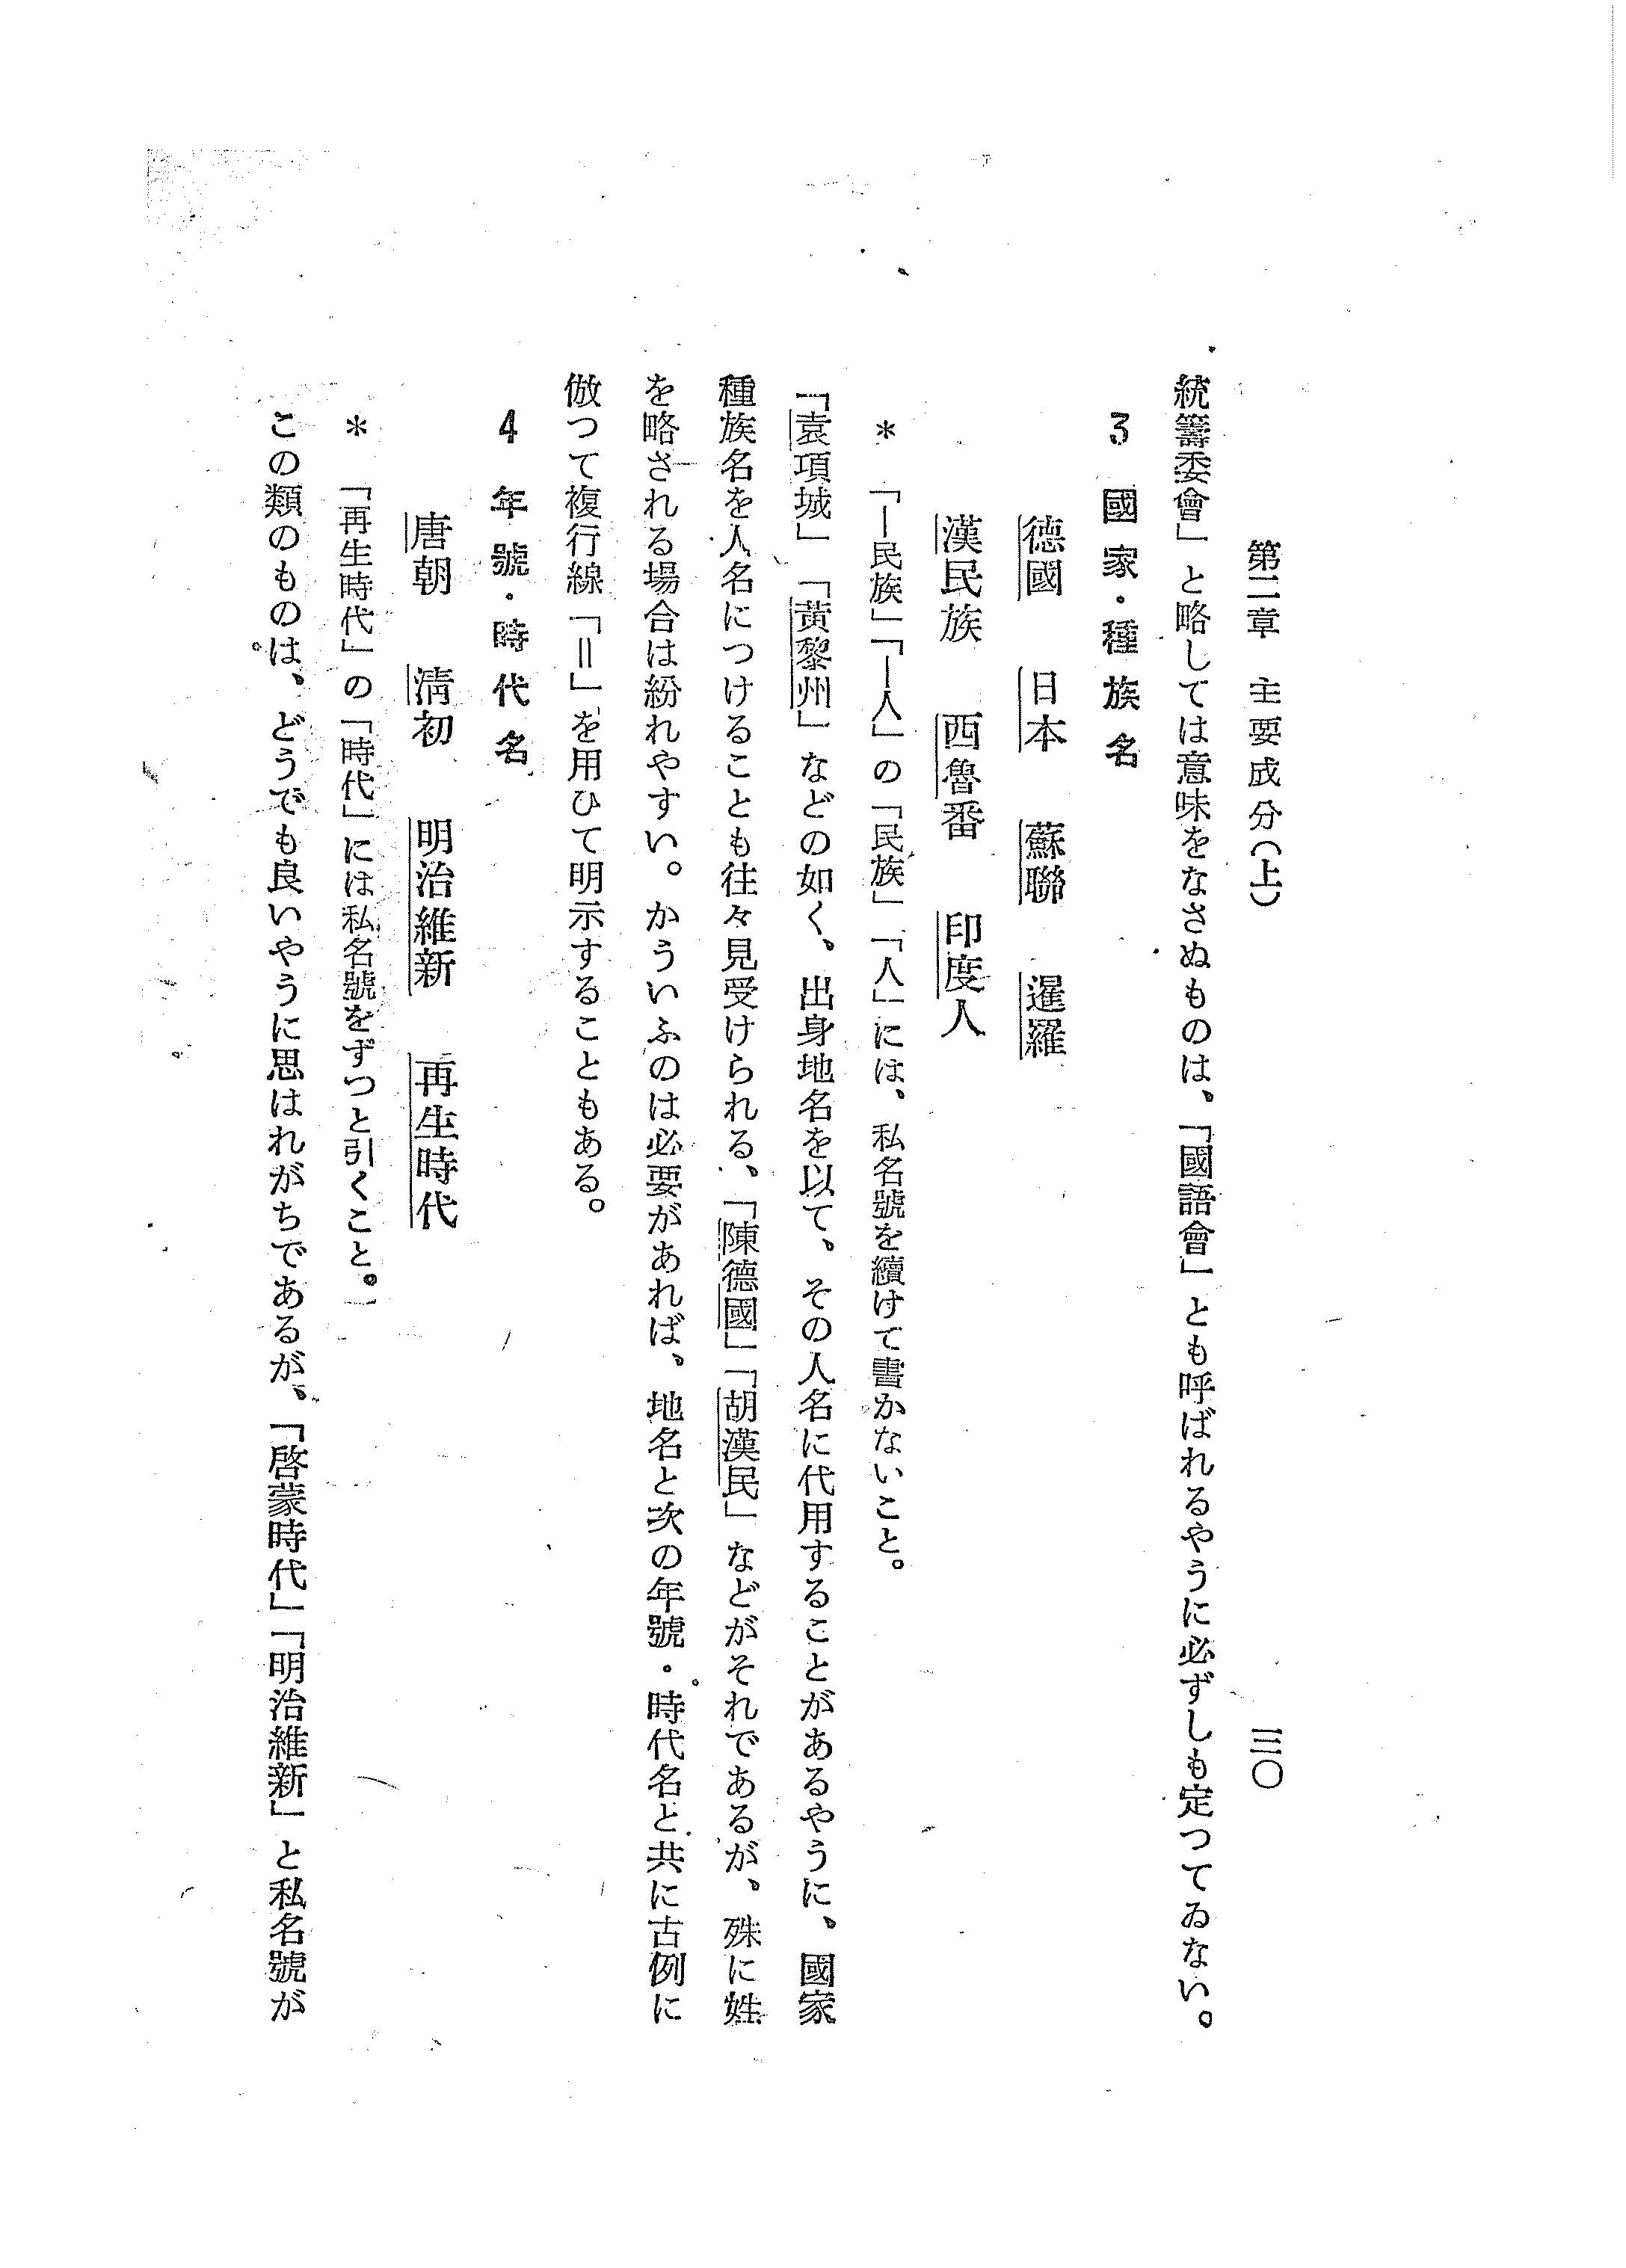 第二章　主要成分（上）　三〇
統籌委會」と略しては意味をなさぬものは、「國語會」とも呼ばれるやうに必ずしも定つてゐない。
3　國家・種族名
德國　日本　蘇聯　暹羅
漢民族　西魯番　印度人
＊　「―民族」「―人」の「民族」「人」には、私名號を續けて書かないこと。
「袁項城」「黃黎州」などの如く、出身地名を以て、その人名に代用することがあるやうに、國家
種族名を人名につけることも往々見受けられる、「陳德國」「胡漢民」などがそれであるが、殊に姓
を略される場合は紛れやすい。かういふのは必要があれば、地名と次の年號・時代名と共に古例に
倣つて複行線「＝」を用ひて明示することもある。
4　年號・時代名
唐朝　淸初　明治維新　再生時代
＊　「再生時代」の「時代」には私名號をずつと引くこと。
この類のものは、どうでも良いやうに思はれがちであるが、「啓蒙時代」「明治維新」と私名號が